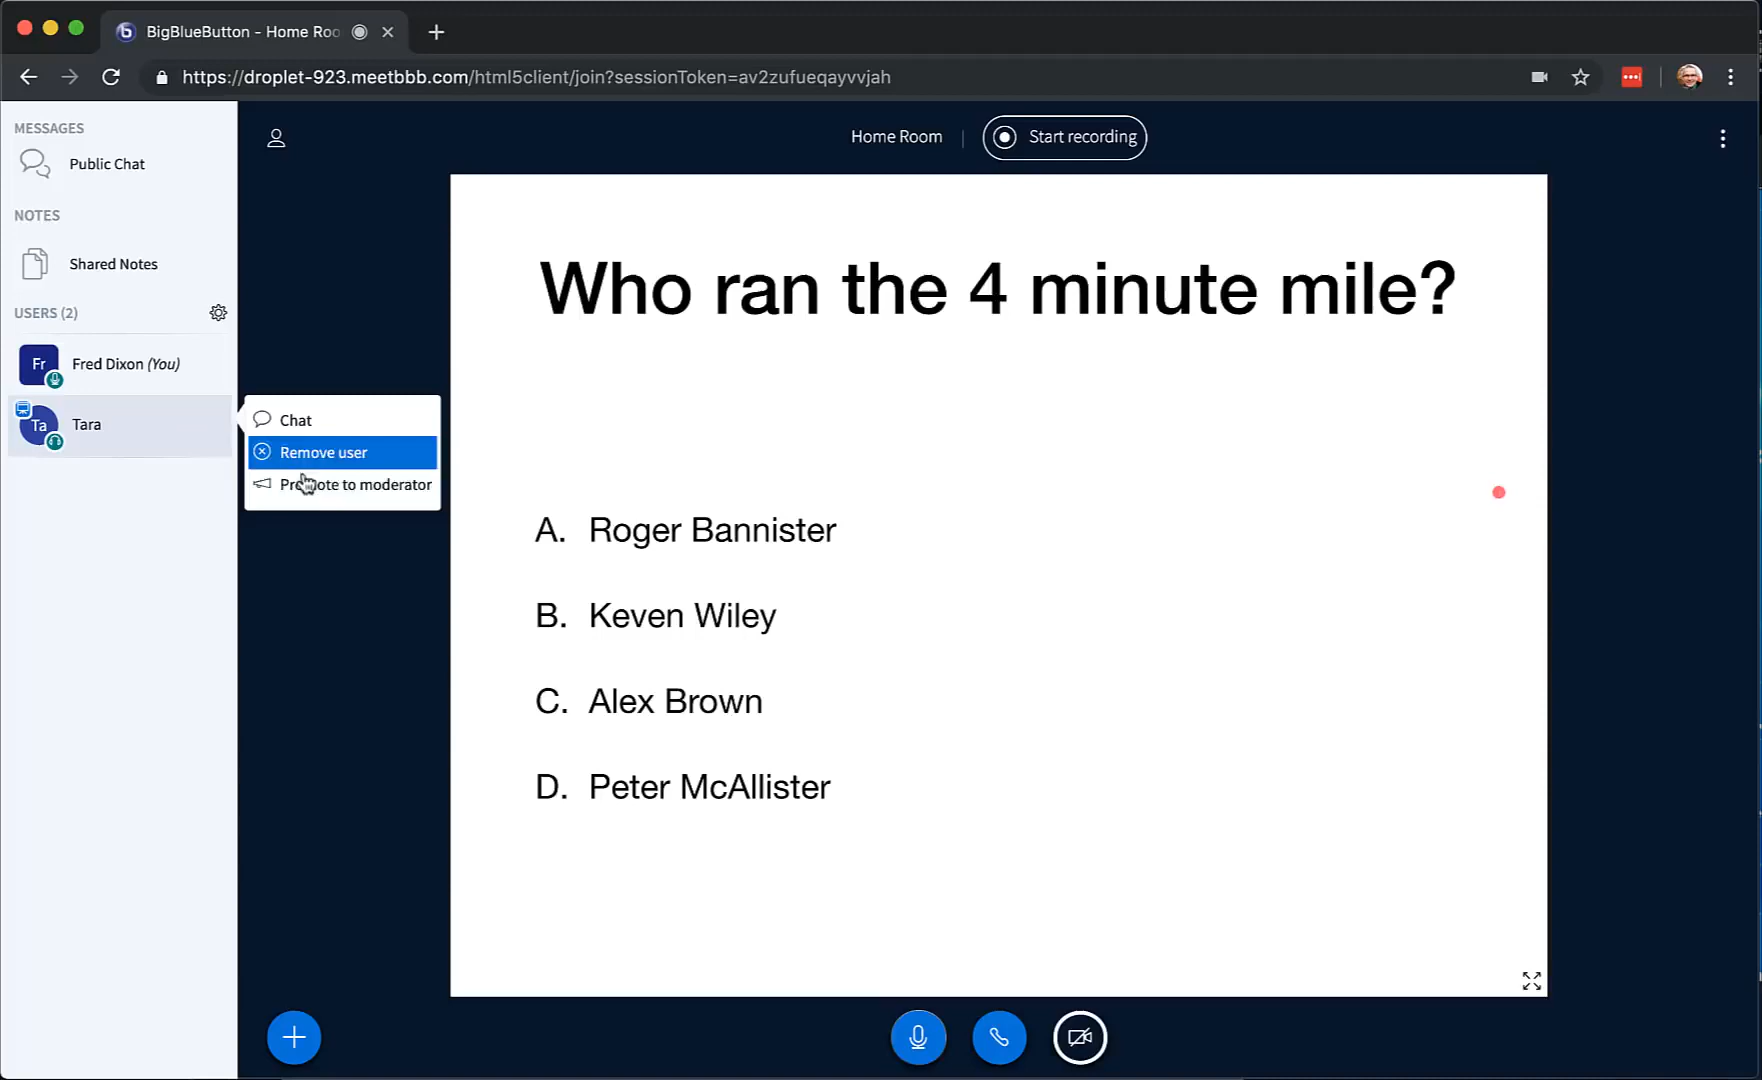 BigBlueButton - Home Roo
https://droplet-923.meetbbb.com/html5client/join?sessionToken=av2zufueqayvvjah
MESSAGES
Public Chat
NOTES
Shared Notes
USERS (2)
Fr
Fred Dixon (You)
Ta
Tara
Chat
Remove user
Promote to moderator
Home Room
Start recording
Who ran the 4 minute mile?
A. Roger Bannister
B. Keven Wiley
C. Alex Brown
D. Peter McAllister